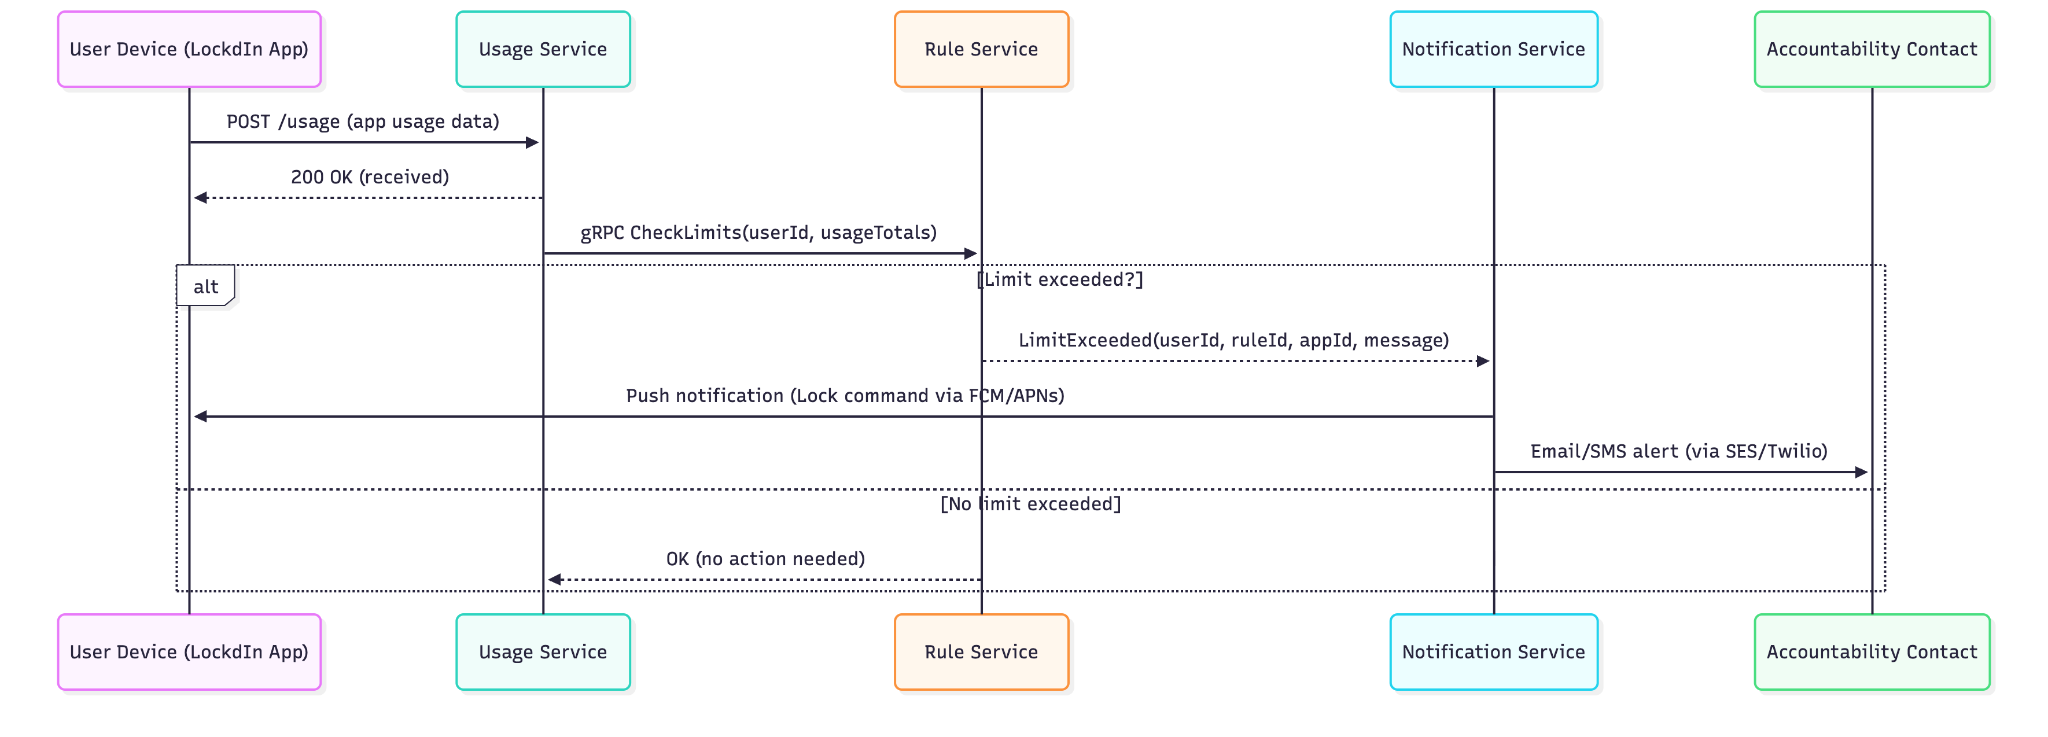 User Device (LockdIn App)
Usage Service
Rule Service
Notification Service
Accountability Contact
POST /usage (app usage data)
200 OK (received)
gRPC CheckLimits(userId, usageTotals)
alt
[Limit exceeded?]
LimitExceeded(userId, ruleId, appId, message)
Push notification (Lock command via FCM/APNs)
Email/SMS alert (via SES/Twilio)
[No limit exceeded]
OK (no action needed)
User Device (LockdIn App)
Usage Service
Rule Service
Notification Service
Accountability Contact